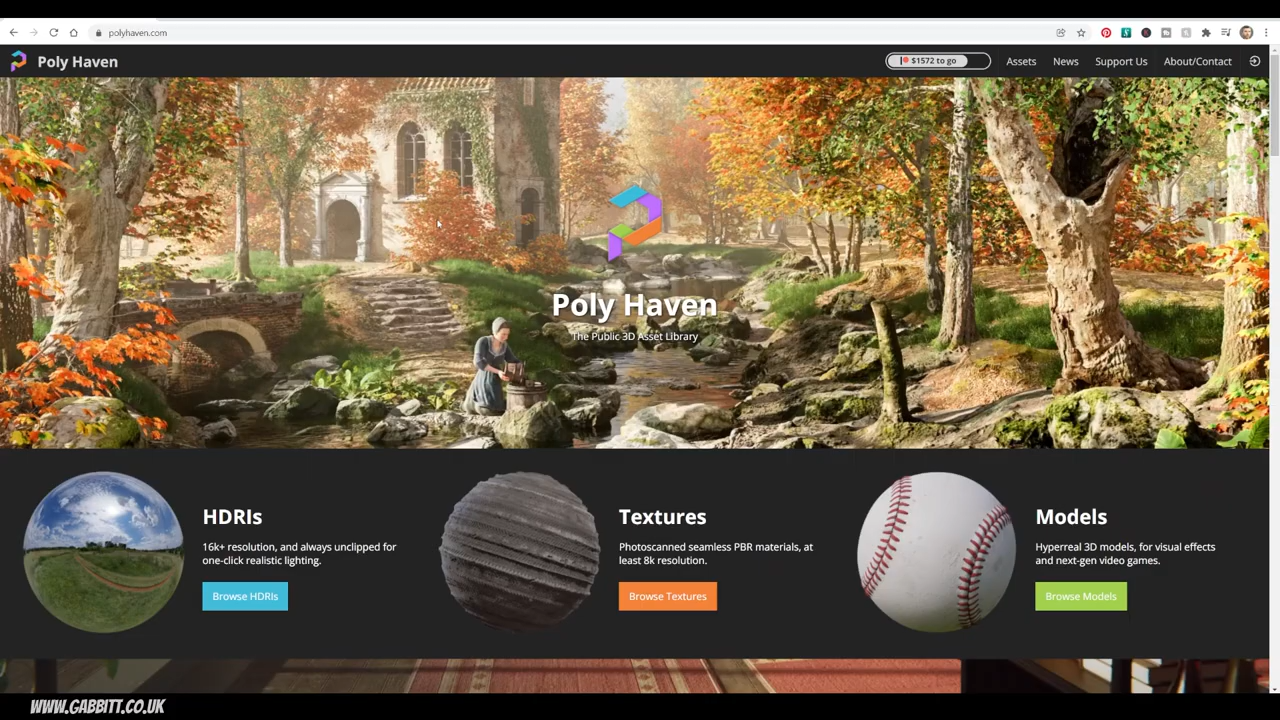 polyhaven.com
Poly Haven
$1572 to go
Assets
News
Support Us
About/Contact
Poly Haven
The Public 3D Asset Library
HDRIs
16k+ resolution, and always unclipped for
one-click realistic lighting.
Browse HDRIs
Textures
Photoscanned seamless PBR materials, at
least 8k resolution.
Browse Textures
Models
Hyperreal 3D models, for visual effects
and next-gen video games.
Browse Models
WWW.GABBITT.CO.UK